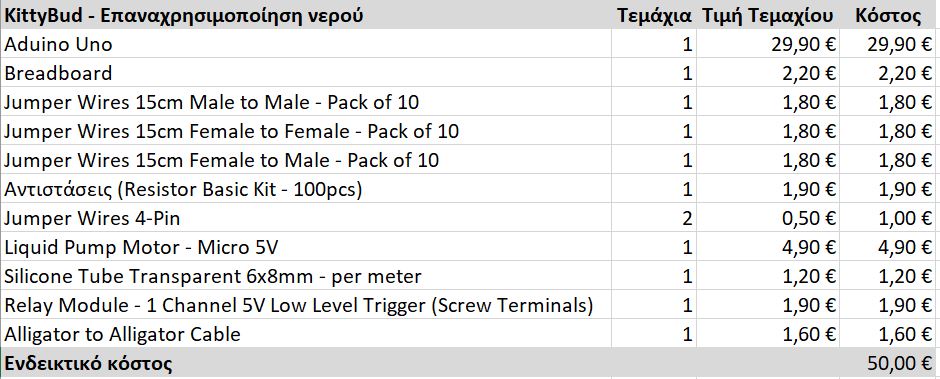 KittyBud - Επαναχρησιμοποίηση νερού Τεμάχια Τιμή Τεμαχίου Κόστος
Aduino Uno 1 29,90 € 29,90 €
Breadboard 1 2,20 € 2,20 €
Jumper Wires 15cm Male to Male - Pack of 10 1 1,80 € 1,80 €
Jumper Wires 15cm Female to Female - Pack of 10 1 1,80 € 1,80 €
Jumper Wires 15cm Female to Male - Pack of 10 1 1,80 € 1,80 €
Αντιστάσεις (Resistor Basic Kit - 100pcs) 1 1,90 € 1,90 €
Jumper Wires 4-Pin 2 0,50 € 1,00 €
Liquid Pump Motor - Micro 5V 1 4,90 € 4,90 €
Silicone Tube Transparent 6x8mm - per meter 1 1,20 € 1,20 €
Relay Module - 1 Channel 5V Low Level Trigger (Screw Terminals) 1 1,90 € 1,90 €
Alligator to Alligator Cable 1 1,60 € 1,60 €
Ενδεικτικό κόστος 50,00 €